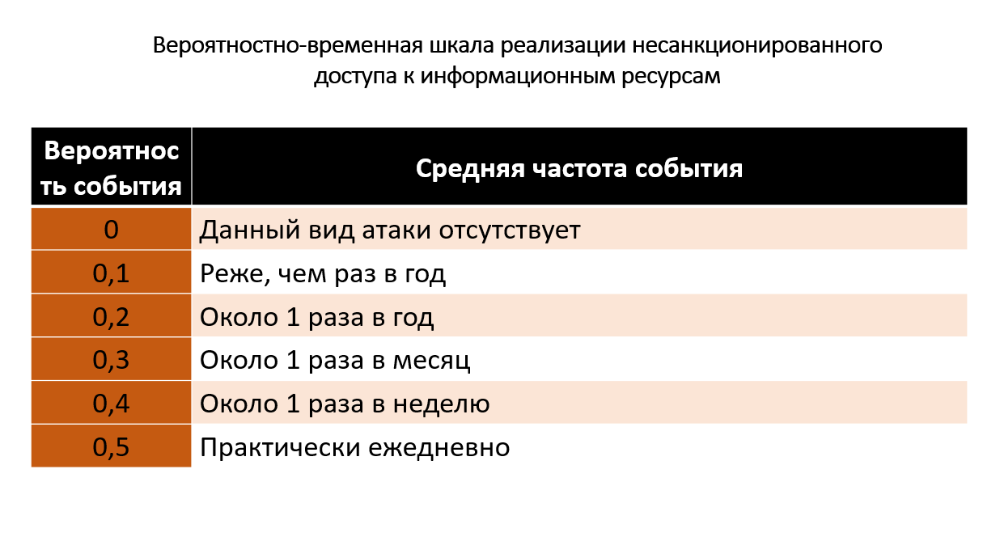 Вероятностно-временная шкала реализации несанкционированного
доступа к информационным ресурсам
Вероятнос
ть события
Средняя частота события
0 Данный вид атаки отсутствует
0,1 Реже, чем раз в год
0,2 Около 1 раза в год
0,3 Около 1 раза в месяц
0,4 Около 1 раза в неделю
0,5 Практически ежедневно